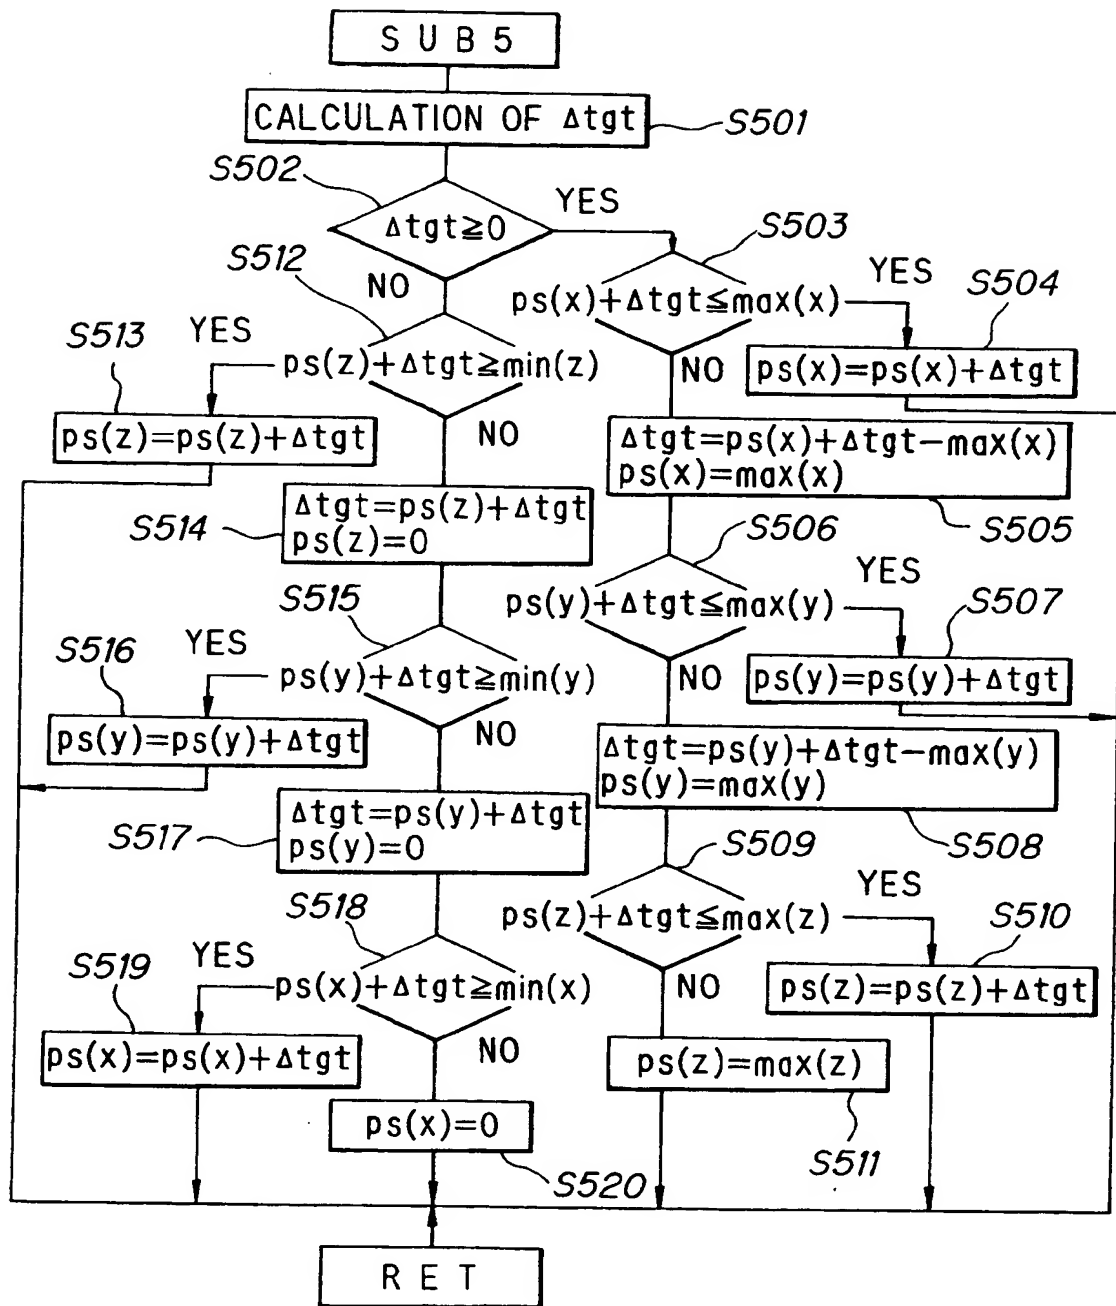 SUB5
CALCULATION OF Δtgt
S501
S502
Δtgt≧0
YES
NO
S503
ps(x)+Δtgt≦max(x)
YES
NO
S504
ps(x)=ps(x)+Δtgt
Δtgt=ps(x)+Δtgt−max(x)
ps(x)=max(x)
S505
S506
ps(y)+Δtgt≦max(y)
YES
NO
S507
ps(y)=ps(y)+Δtgt
Δtgt=ps(y)+Δtgt−max(y)
ps(y)=max(y)
S508
S509
ps(z)+Δtgt≦max(z)
YES
NO
S510
ps(z)=ps(z)+Δtgt
ps(z)=max(z)
S511
S512
ps(z)+Δtgt≧min(z)
YES
NO
S513
ps(z)=ps(z)+Δtgt
S514
Δtgt=ps(z)+Δtgt
ps(z)=0
S515
ps(y)+Δtgt≧min(y)
YES
NO
S516
ps(y)=ps(y)+Δtgt
S517
Δtgt=ps(y)+Δtgt
ps(y)=0
S518
ps(x)+Δtgt≧min(x)
YES
NO
S519
ps(x)=ps(x)+Δtgt
ps(x)=0
S520
RET